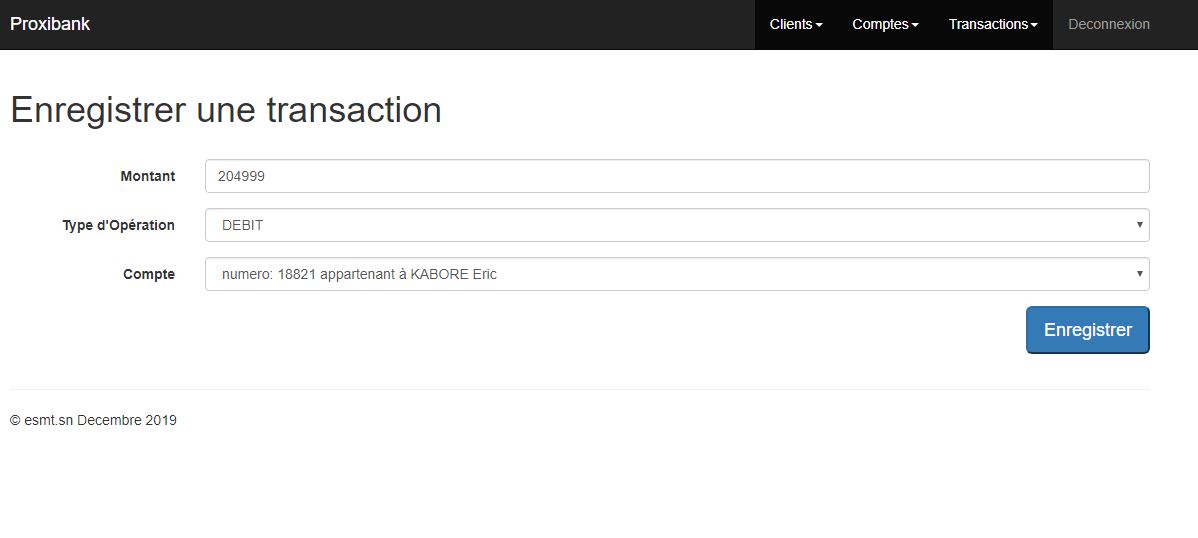 Proxibank
Clients Comptes Transactions Deconnexion
Enregistrer une transaction
Montant 204999
Type d'Opération DEBIT
Compte numero: 18821 appartenant à KABORE Eric
Enregistrer
© esmt.sn Decembre 2019